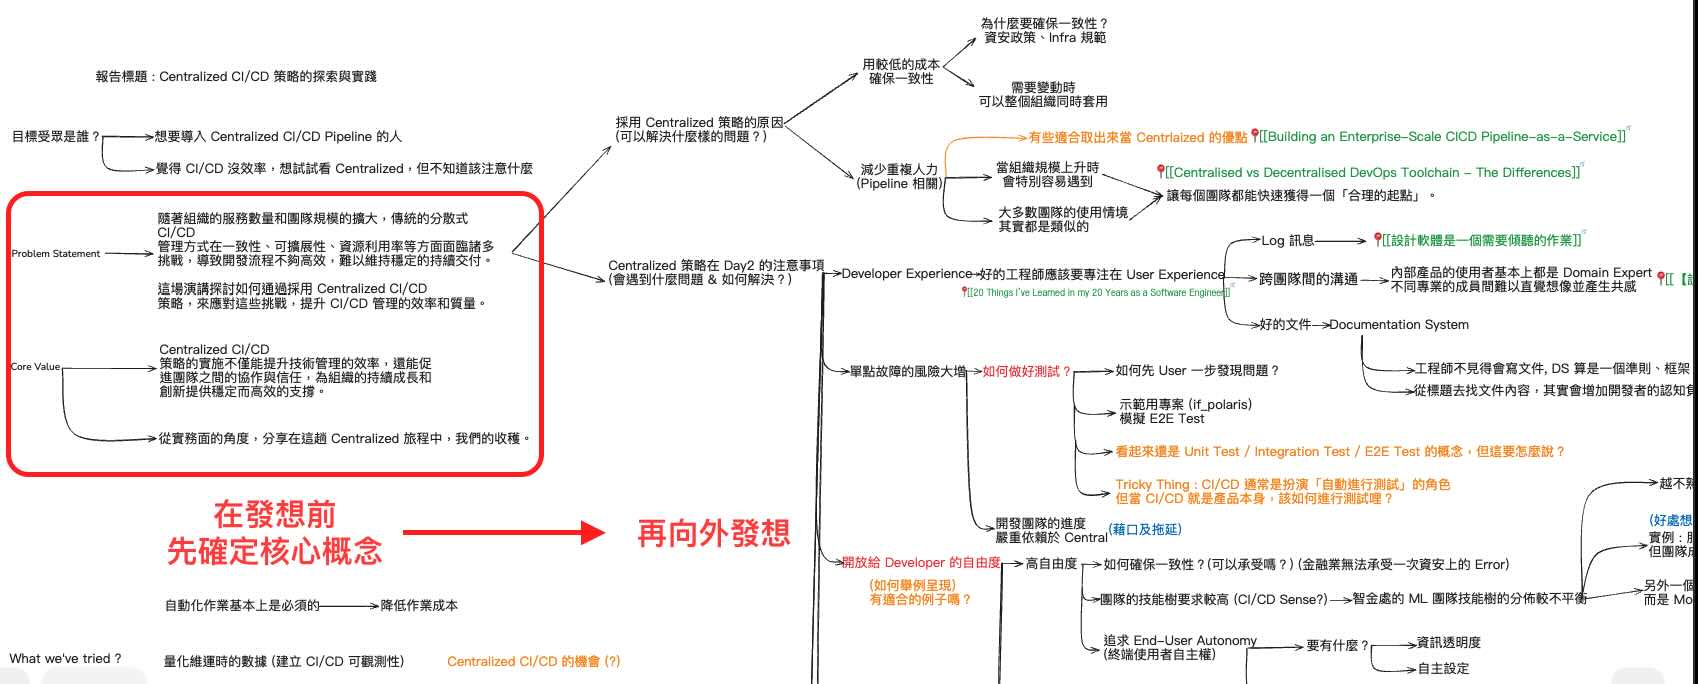 報告標題 : Centralized CI/CD 策略的探索與實踐
目標受眾是誰？
想要導入 Centralized CI/CD Pipeline 的人
覺得 CI/CD 沒效率，想試試看 Centralized，但不知道該注意什麼
Problem Statement
隨著組織的服務數量和團隊規模的擴大，傳統的分散式
CI/CD
管理方式在一致性、可擴展性、資源利用率等方面面臨諸多
挑戰，導致開發流程不夠高效，難以維持穩定的持續交付。
這場演講探討如何通過採用 Centralized CI/CD
策略，來應對這些挑戰，提升 CI/CD 管理的效率和質量。
Core Value
Centralized CI/CD
策略的實施不僅能提升技術管理的效率，還能促
進團隊之間的協作與信任，為組織的持續成長和
創新提供穩定而高效的支撐。
從實務面的角度，分享在這趟 Centralized 旅程中，我們的收穫。
在發想前
先確定核心概念
再向外發想
自動化作業基本上是必須的
降低作業成本
What we've tried ?
量化維運時的數據 (建立 CI/CD 可觀測性)
Centralized CI/CD 的機會 (?)
採用 Centralized 策略的原因
(可以解決什麼樣的問題？)
用較低的成本
確保一致性
為什麼要確保一致性？
資安政策、Infra 規範
需要變動時
可以整個組織同時套用
減少重複人力
(Pipeline 相關)
有些適合取出來當 Centrlaized 的優點
[[Building an Enterprise-Scale CICD Pipeline-as-a-Service]]
當組織規模上升時
會特別容易遇到
[[Centralised vs Decentralised DevOps Toolchain - The Differences]]
讓每個團隊都能快速獲得一個「合理的起點」。
大多數團隊的使用情境
其實都是類似的
Centralized 策略在 Day2 的注意事項
(會遇到什麼問題 & 如何解決？)
Developer Experience
好的工程師應該要專注在 User Experience
[[20 Things I've Learned in my 20 Years as a Software Engineer]]
Log 訊息
[[設計軟體是一個需要傾聽的作業]]
跨團隊間的溝通
內部產品的使用者基本上都是 Domain Expert
不同專業的成員間難以直覺想像並產生共感
[[【
好的文件
Documentation System
工程師不見得會寫文件, DS 算是一個準則、框架
從標題去找文件內容，其實會增加開發者的認知
單點故障的風險大增
如何做好測試？
如何先 User 一步發現問題？
示範用專案 (if_polaris)
模擬 E2E Test
看起來還是 Unit Test / Integration Test / E2E Test 的概念，但這要怎麼說？
Tricky Thing : CI/CD 通常是扮演「自動進行測試」的角色
但當 CI/CD 就是產品本身，該如何進行測試哩？
開發團隊的進度
嚴重依賴於 Central
(藉口及拖延)
開放給 Developer 的自由度
(如何舉例呈現)
有適合的例子嗎？
高自由度
如何確保一致性？(可以承受嗎？) (金融業無法承受一次資安上的 Error)
團隊的技能樹要求較高 (CI/CD Sense?)
智金處的 ML 團隊技能樹的分佈較不平衡
越不
(好處想
實例：
但團隊
另外一個
而是 Mo
追求 End-User Autonomy
(終端使用者自主權)
要有什麼？
資訊透明度
自主設定